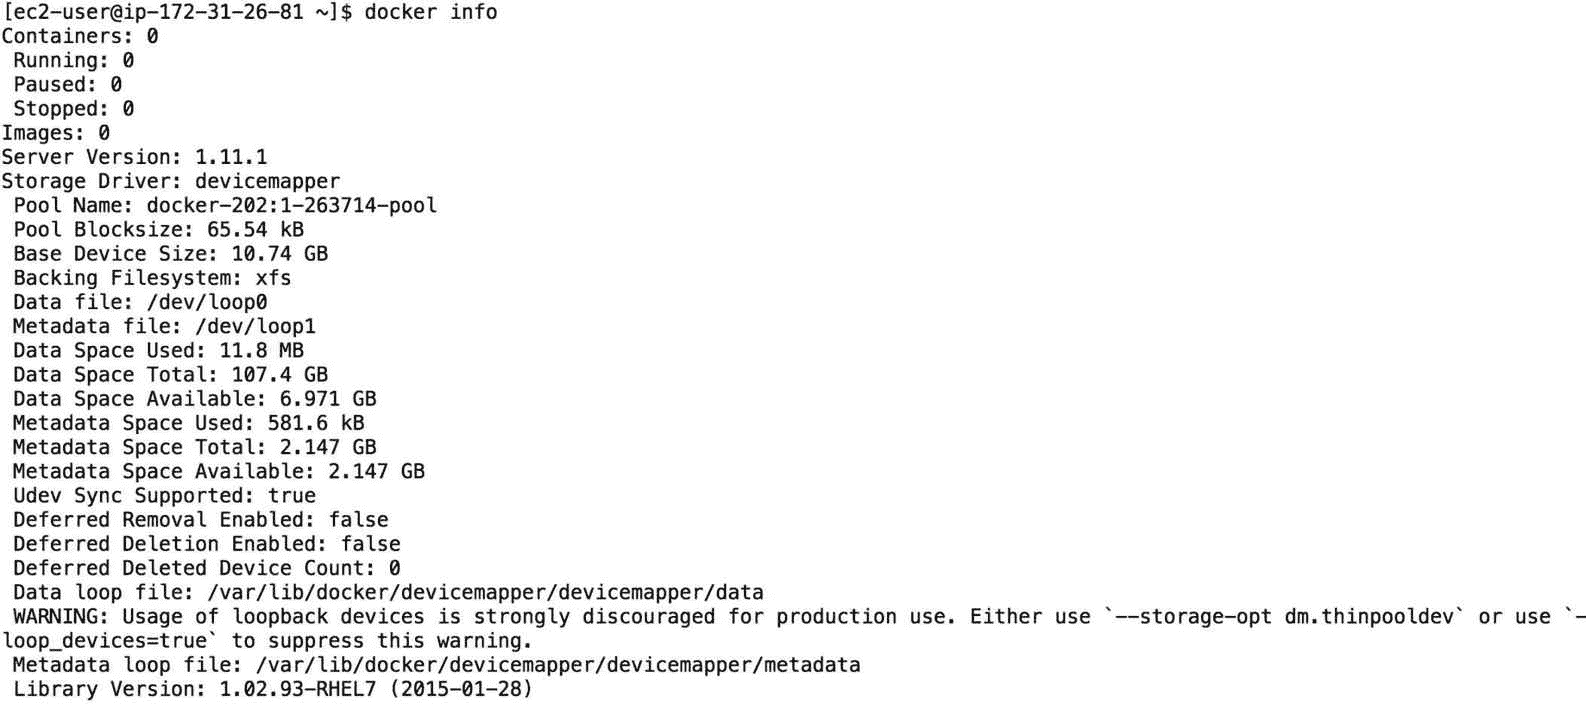 [ec2-user@ip-172-31-26-81 ~]$ docker info
Containers: 0
 Running: 0
 Paused: 0
 Stopped: 0
Images: 0
Server Version: 1.11.1
Storage Driver: devicemapper
 Pool Name: docker-202:1-263714-pool
 Pool Blocksize: 65.54 kB
 Base Device Size: 10.74 GB
 Backing Filesystem: xfs
 Data file: /dev/loop0
 Metadata file: /dev/loop1
 Data Space Used: 11.8 MB
 Data Space Total: 107.4 GB
 Data Space Available: 6.971 GB
 Metadata Space Used: 581.6 kB
 Metadata Space Total: 2.147 GB
 Metadata Space Available: 2.147 GB
 Udev Sync Supported: true
 Deferred Removal Enabled: false
 Deferred Deletion Enabled: false
 Deferred Deleted Device Count: 0
 Data loop file: /var/lib/docker/devicemapper/devicemapper/data
 WARNING: Usage of loopback devices is strongly discouraged for production use. Either use `--storage-opt dm.thinpooldev` or use `-
loop_devices=true` to suppress this warning.
 Metadata loop file: /var/lib/docker/devicemapper/devicemapper/metadata
 Library Version: 1.02.93-RHEL7 (2015-01-28)